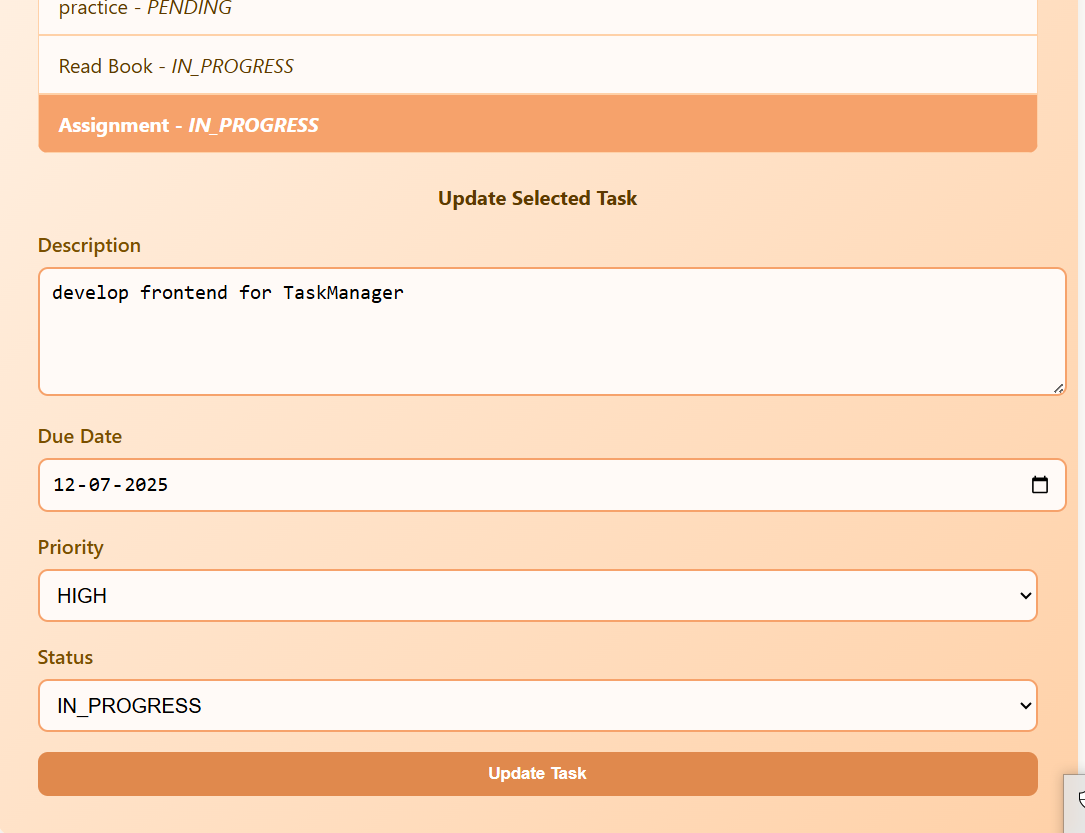 practice - PENDING
Read Book - IN_PROGRESS
Assignment - IN_PROGRESS
Update Selected Task
Description
develop frontend for TaskManager
Due Date
12-07-2025
Priority
HIGH
Status
IN_PROGRESS
Update Task